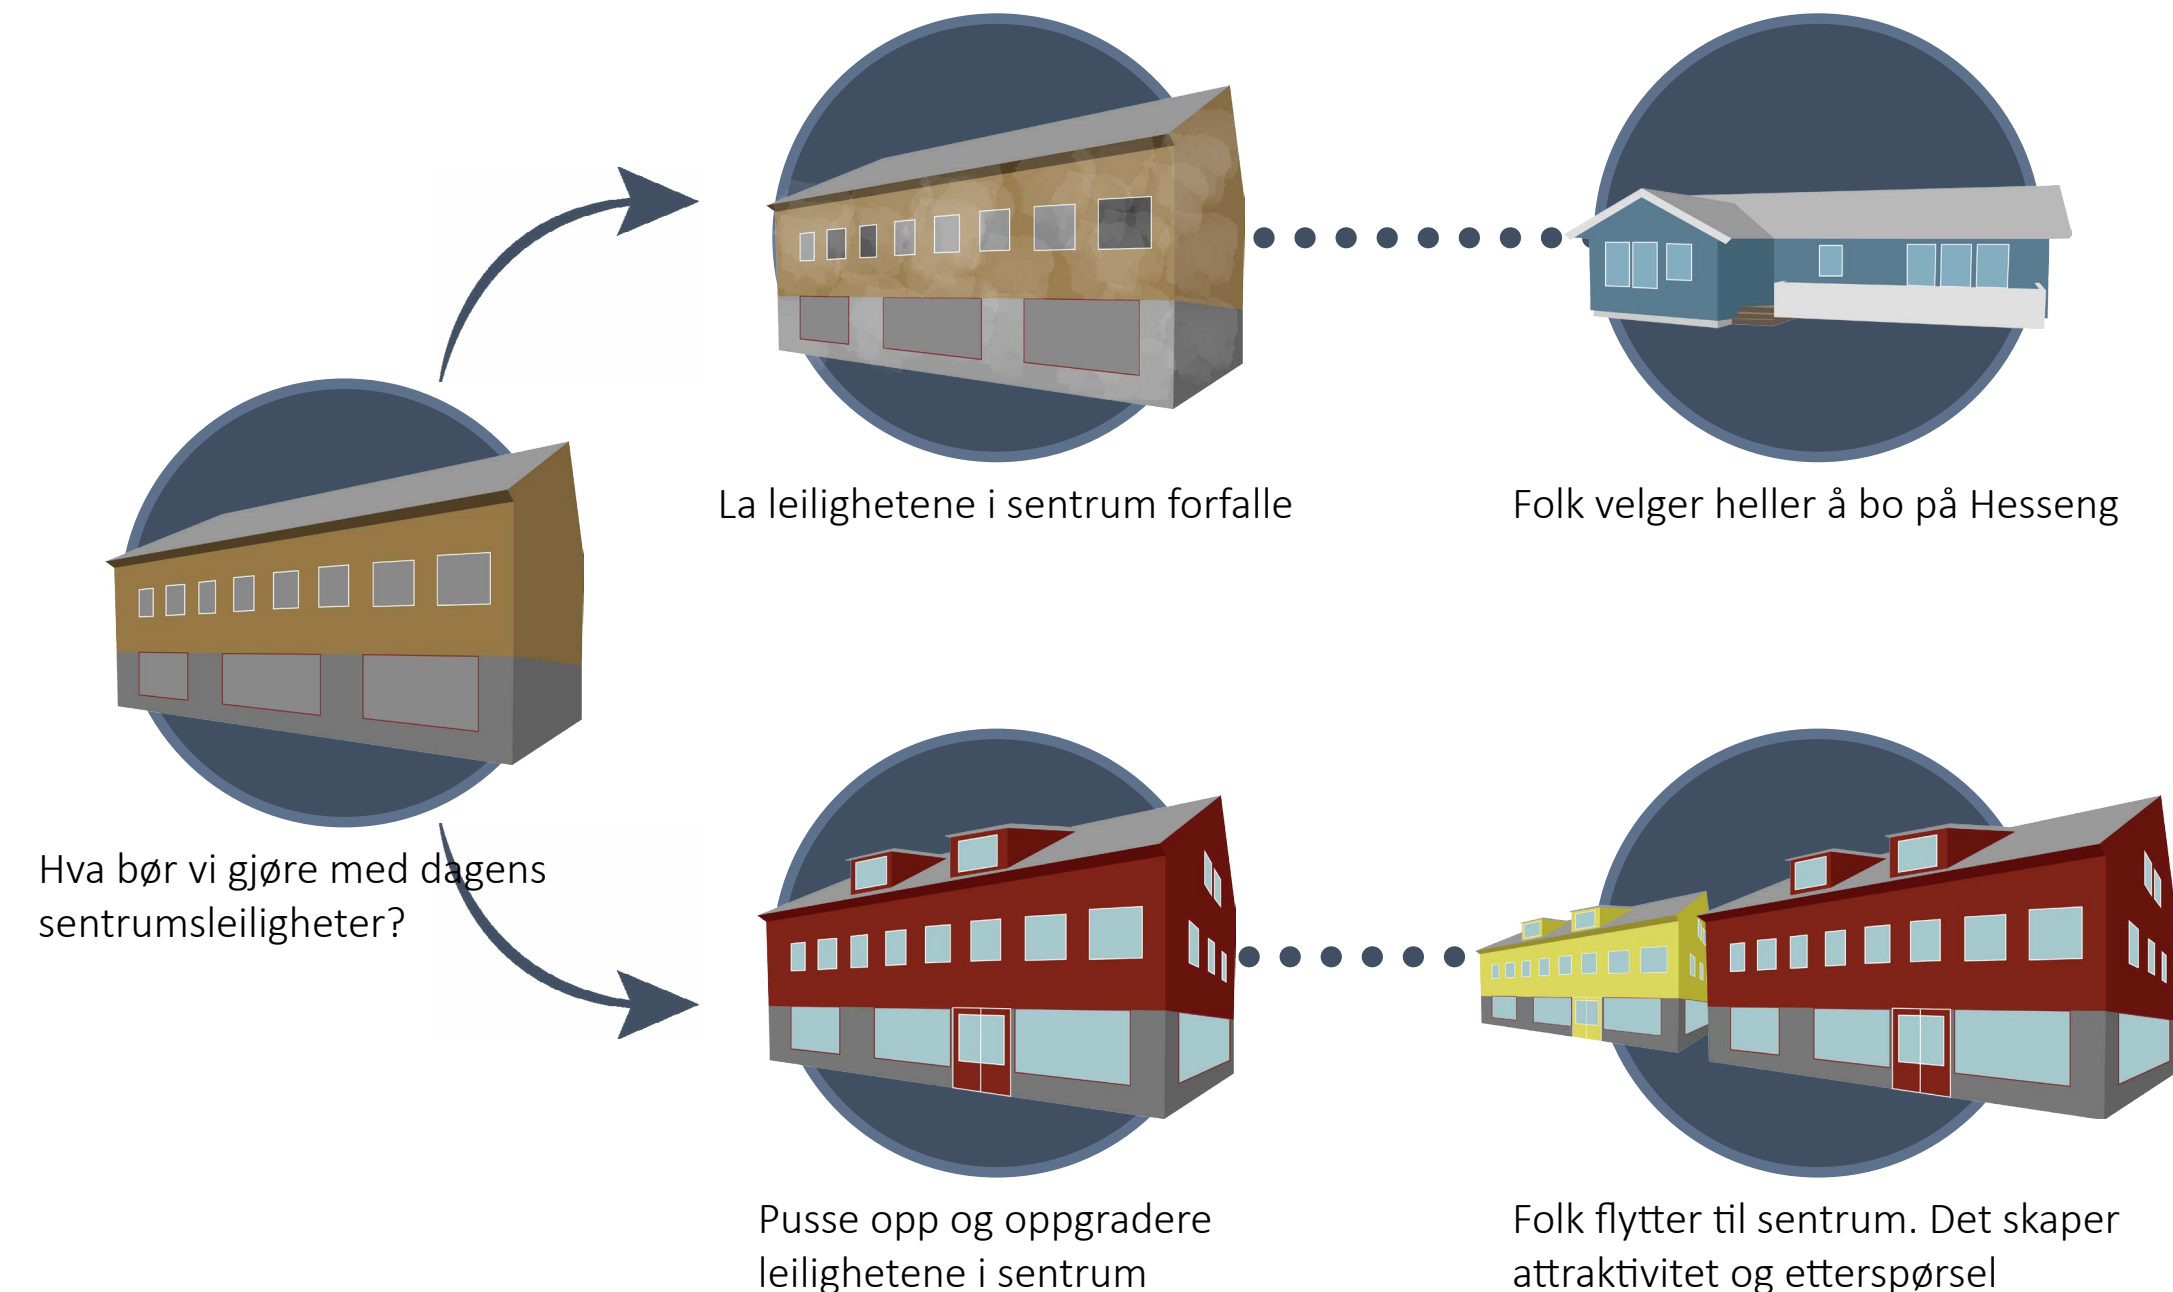 La leilighetene i sentrum forfalle
Folk velger heller å bo på Hesseng
Hva bør vi gjøre med dagens
sentrumsleiligheter?
Pusse opp og oppgradere
leilighetene i sentrum
Folk flytter til sentrum. Det skaper
attraktivitet og etterspørsel